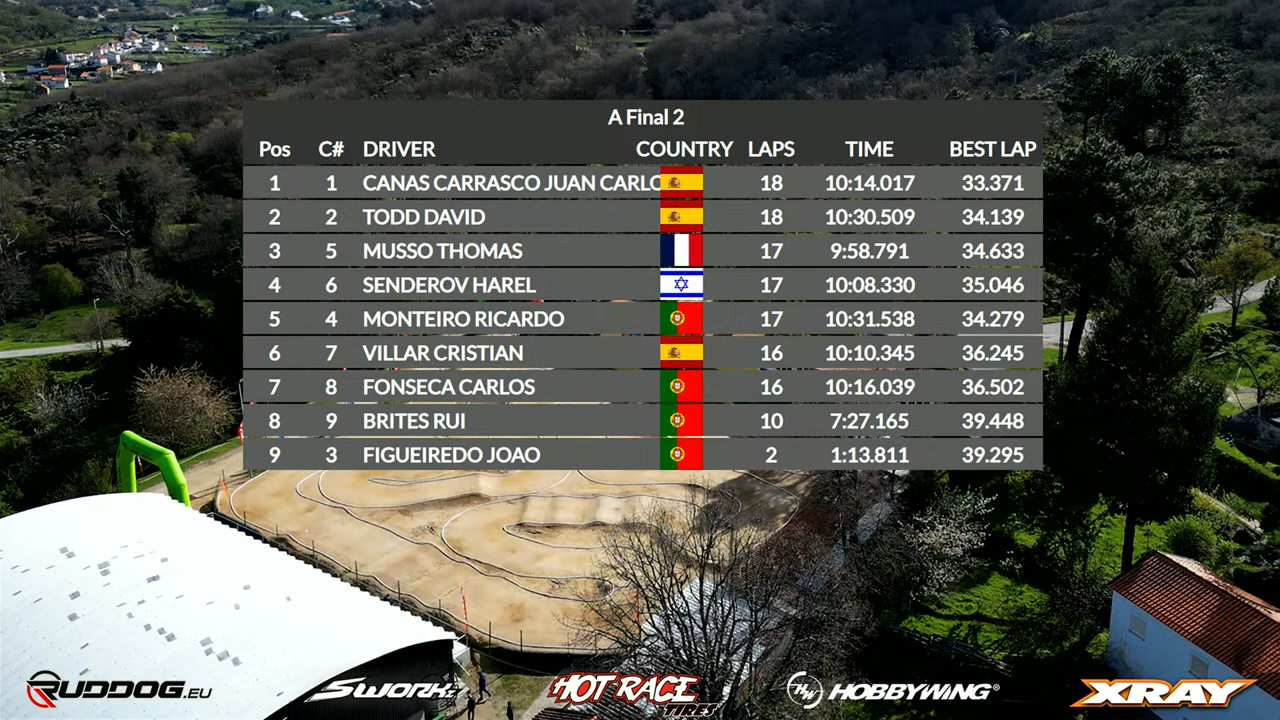 A Final 2
Pos C# DRIVER COUNTRY LAPS TIME BEST LAP
1 1 CANAS CARRASCO JUAN CARLO 18 10:14.017 33.371
2 2 TODD DAVID 18 10:30.509 34.139
3 5 MUSSO THOMAS 17 9:58.791 34.633
4 6 SENDEROV HAREL 17 10:08.330 35.046
5 4 MONTEIRO RICARDO 17 10:31.538 34.279
6 7 VILLAR CRISTIAN 16 10:10.345 36.245
7 8 FONSECA CARLOS 16 10:16.039 36.502
8 9 BRITES RUI 10 7:27.165 39.448
9 3 FIGUEIREDO JOAO 2 1:13.811 39.295
RUDDOG.EU SWORKz HOT RACE TIRES HW HOBBYWING® XRAY